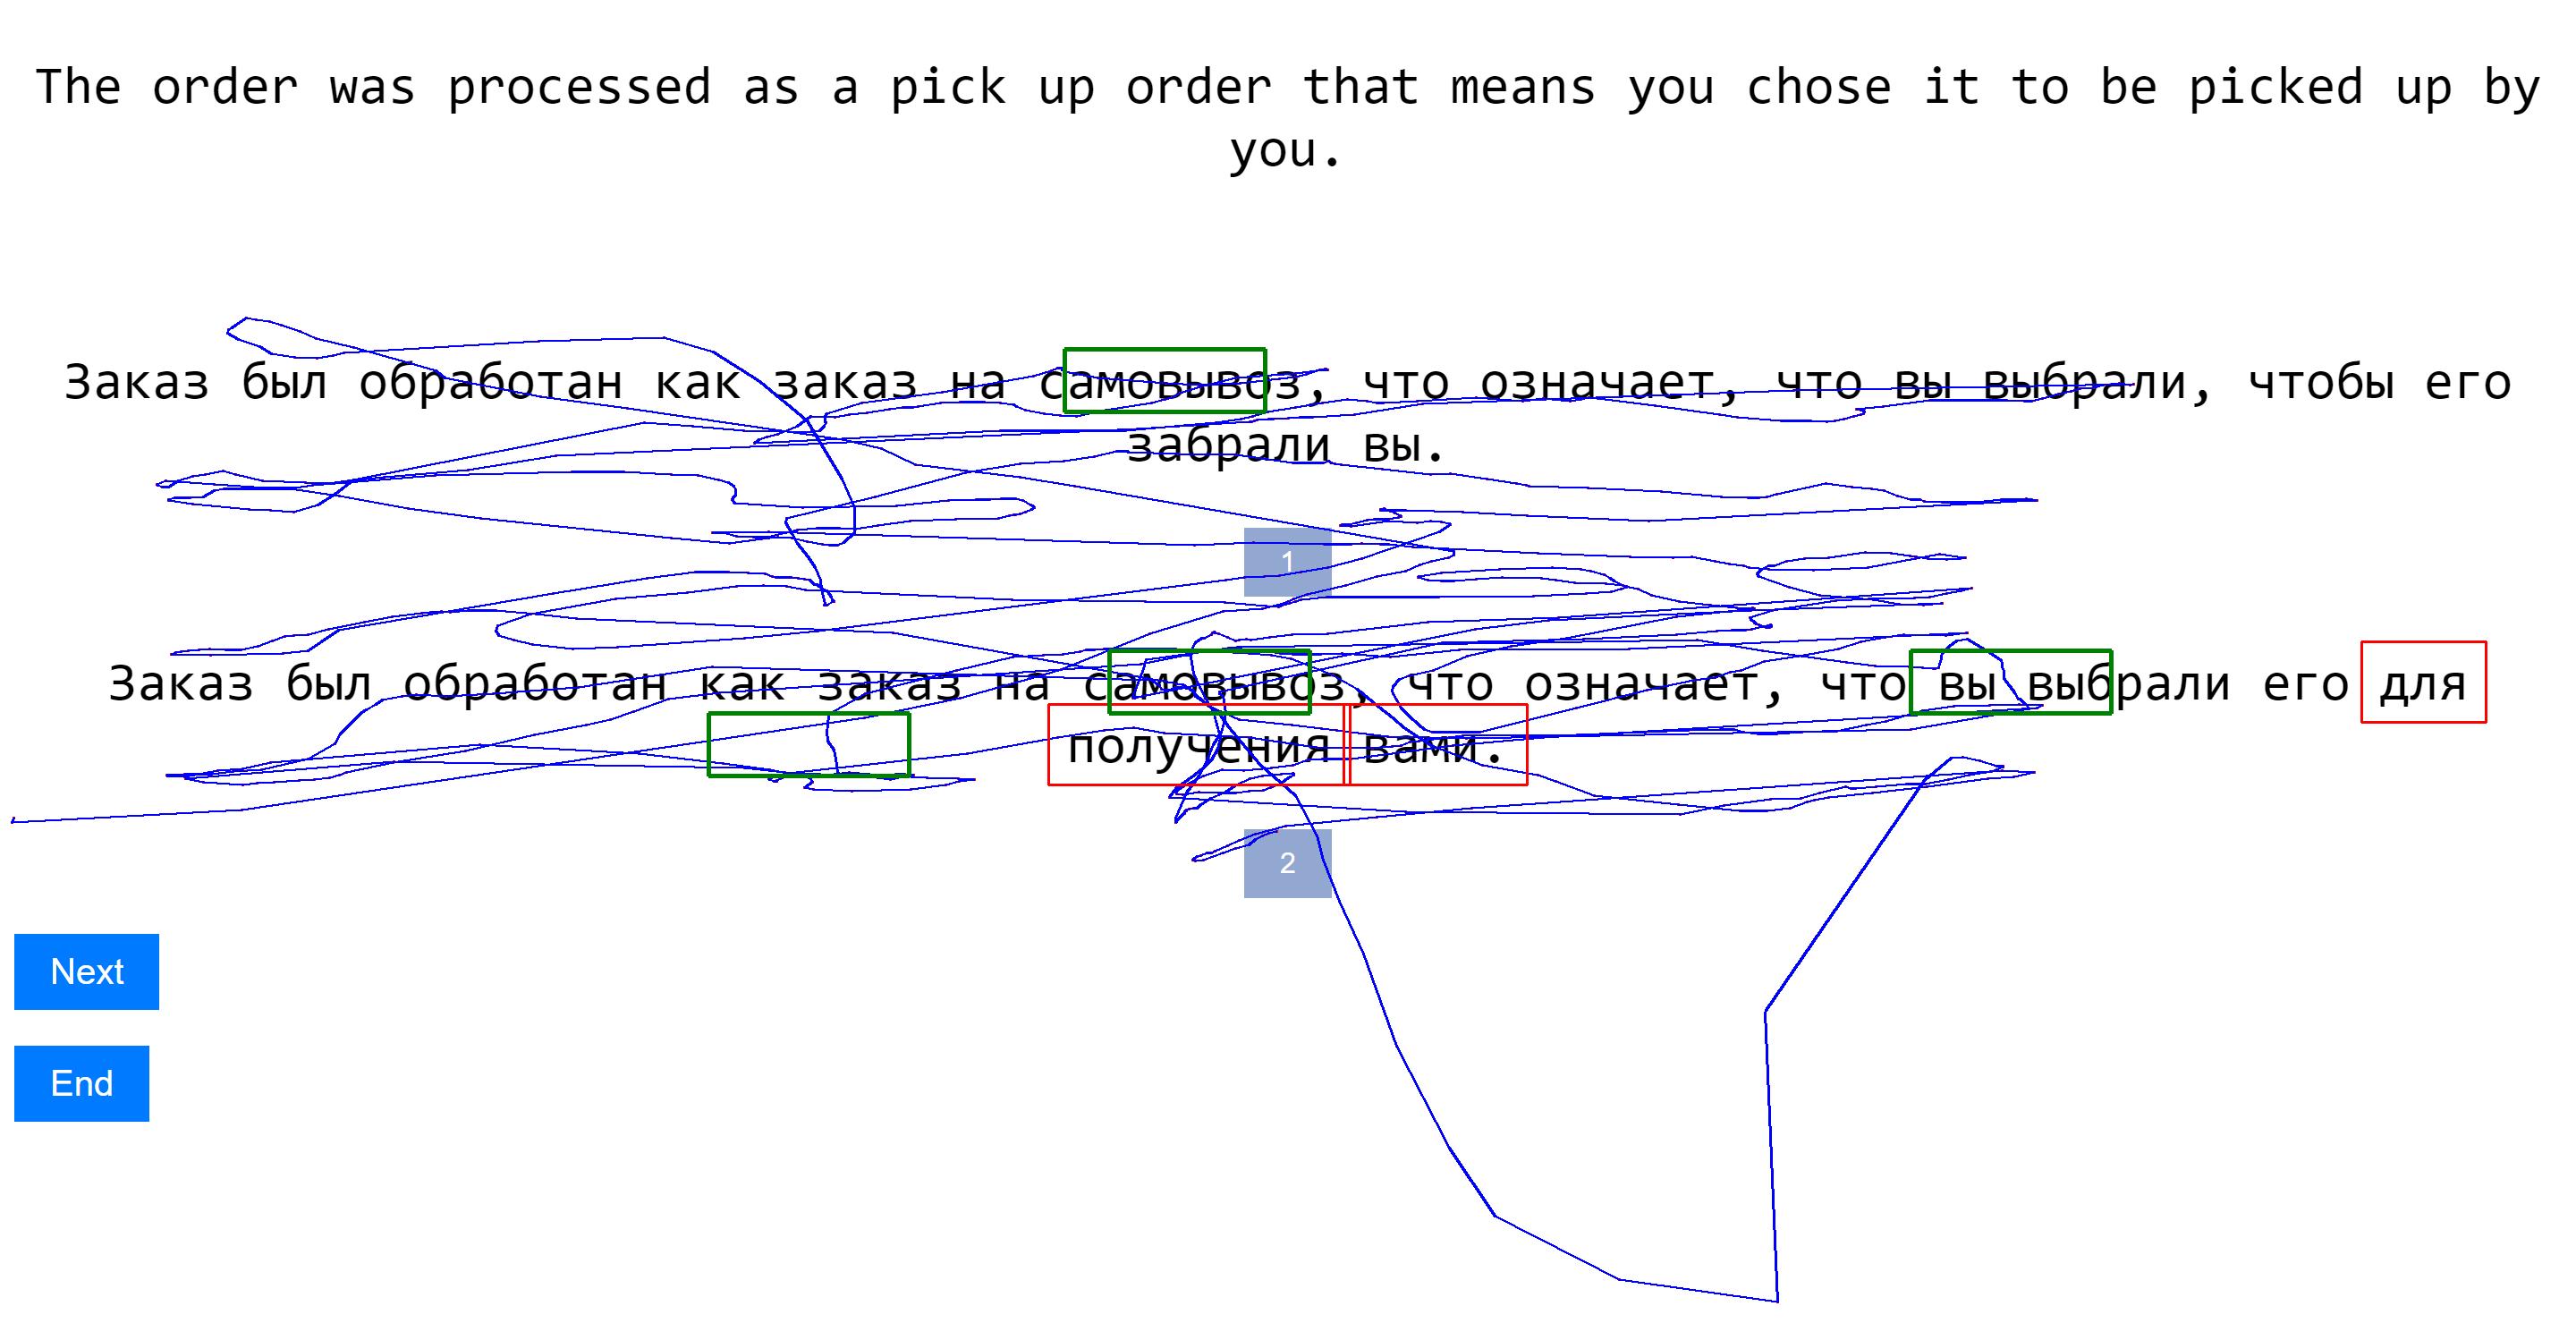 The order was processed as a pick up order that means you chose it to be picked up by
you.
Заказ был обработан как заказ на самовывоз, что означает, что вы выбрали, чтобы его
забрали вы.
1
Заказ был обработан как заказ на самовывоз, что означает, что вы выбрали его для
получения вами.
2
Next
End